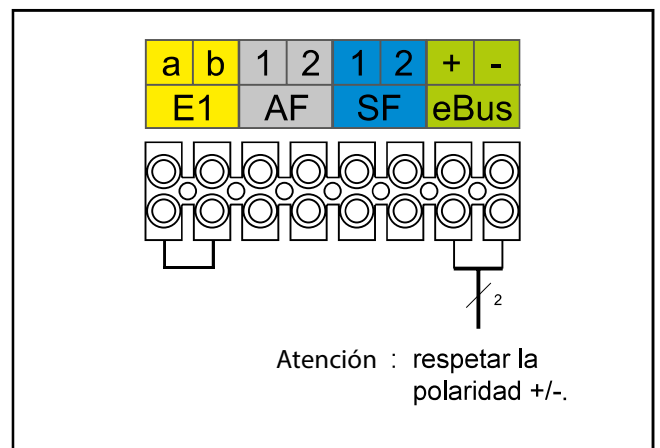 a b 1 2 1 2 + -
E1 AF SF eBus
2
Atención : respetar la
polaridad +/-.